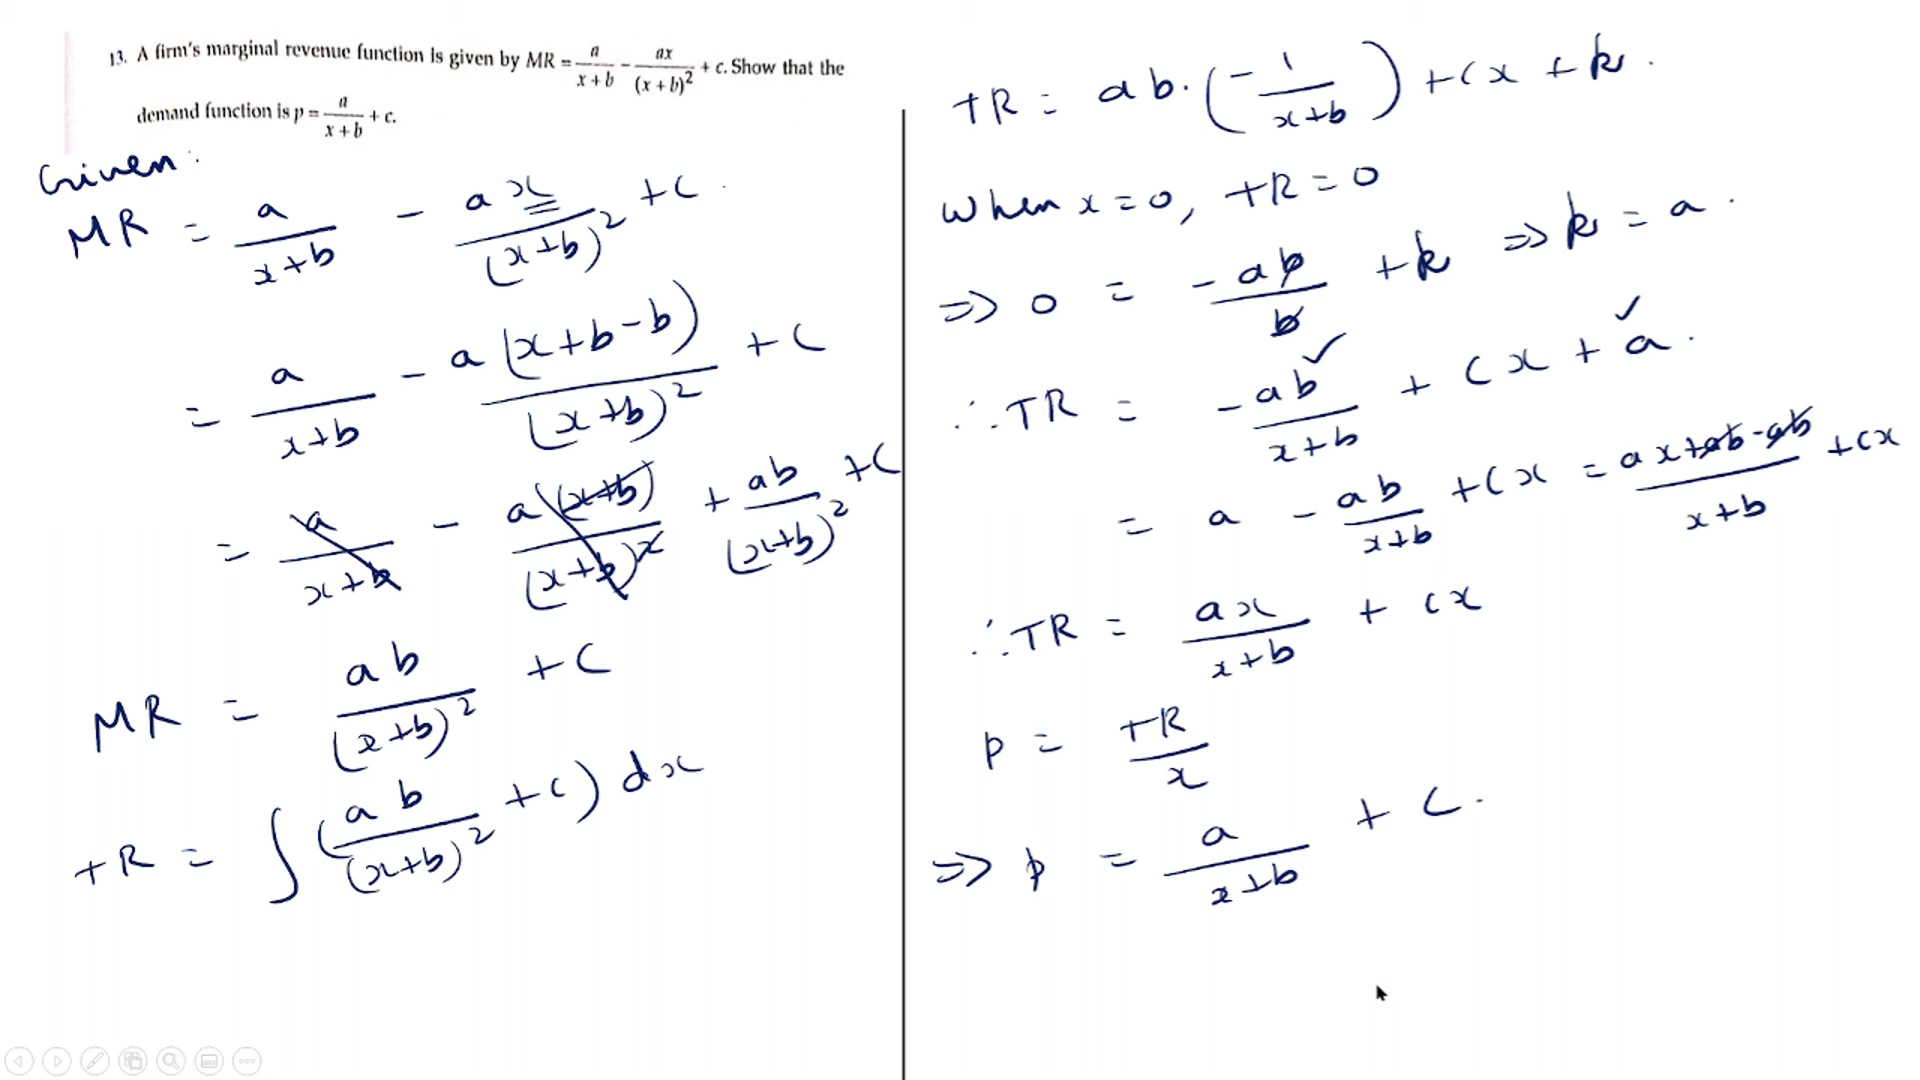 13. A firm's marginal revenue function is given by MR = a/(x + b) − ax/(x + b)² + c. Show that the
demand function is p = a/(x + b) + c.
Given:
MR = a/(x+b) − ax/(x+b)² + c.
= a/(x+b) − a(x+b−b)/(x+b)² + c
= a/(x+b) − a(x+b)/(x+b)² + ab/(x+b)² + c
MR = ab/(x+b)² + c
TR = ∫(ab/(x+b)² + c) dx
TR = ab·(−1/(x+b)) + cx + k.
When x = 0, TR = 0
⇒ 0 = −ab/b + k ⇒ k = a.
∴ TR = −ab/(x+b) + cx + a.
= a − ab/(x+b) + cx = (ax+ab−ab)/(x+b) + cx
∴ TR = ax/(x+b) + cx
p = TR/x
⇒ p = a/(x+b) + c.